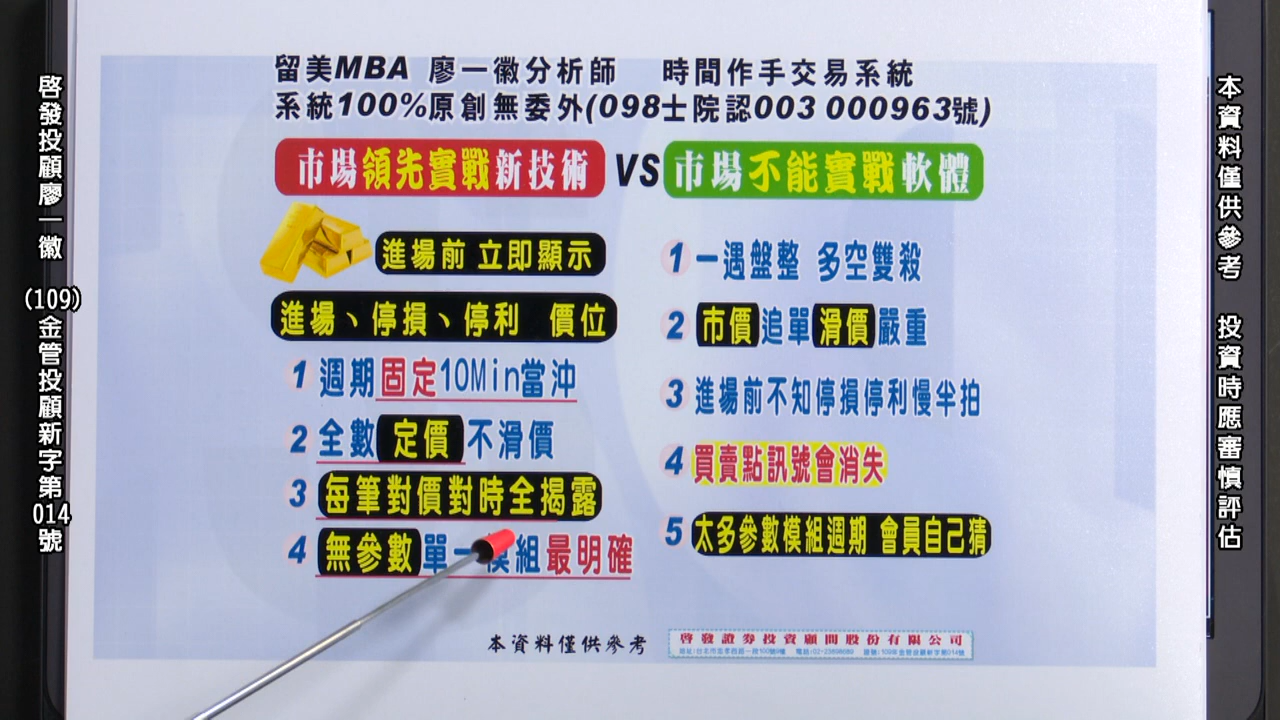 留美MBA 廖一徽分析師 時間作手交易系統
系統100%原創無委外(098士院認003 000963號)
市場領先實戰新技術 VS 市場不能實戰軟體
進場前 立即顯示
進場、停損、停利 價位
1 週期固定10Min當沖
2 全數 定價 不滑價
3 每筆對價對時全揭露
4 無參數單一模組最明確
1 一遇盤整 多空雙殺
2 市價追單滑價嚴重
3 進場前不知停損停利慢半拍
4 買賣點訊號會消失
5 太多參數模組週期 會員自己猜
本資料僅供參考
啓發證券投資顧問股份有限公司
啓發投顧廖一徽 (109)金管投顧新字第014號
本資料僅供參考 投資時應審慎評估